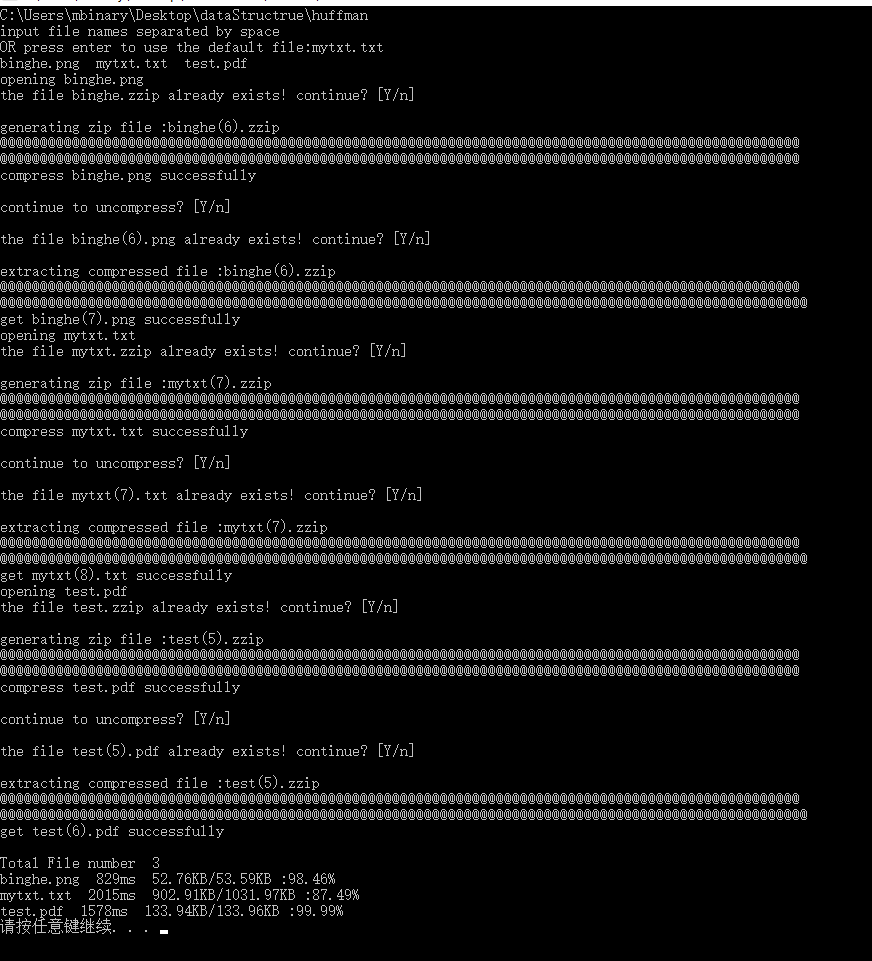 C:\Users\mbinary\Desktop\dataStructrue\huffman
input file names separated by space
OR press enter to use the default file:mytxt.txt
binghe.png  mytxt.txt  test.pdf
opening binghe.png
the file binghe.zzip already exists! continue? [Y/n]
generating zip file :binghe(6).zzip
@@@@@@@@@@@@@@@@@@@@@@@@@@@@@@@@@@@@@@@@@@@@@@@@@@@@@@@@@@@@@@@@@@@@@@@@@@@@@@@@@@@@@@@@@@@@@@@@@@@@
@@@@@@@@@@@@@@@@@@@@@@@@@@@@@@@@@@@@@@@@@@@@@@@@@@@@@@@@@@@@@@@@@@@@@@@@@@@@@@@@@@@@@@@@@@@@@@@@@@@@
compress binghe.png successfully
continue to uncompress? [Y/n]
the file binghe(6).png already exists! continue? [Y/n]
extracting compressed file :binghe(6).zzip
@@@@@@@@@@@@@@@@@@@@@@@@@@@@@@@@@@@@@@@@@@@@@@@@@@@@@@@@@@@@@@@@@@@@@@@@@@@@@@@@@@@@@@@@@@@@@@@@@@@@
@@@@@@@@@@@@@@@@@@@@@@@@@@@@@@@@@@@@@@@@@@@@@@@@@@@@@@@@@@@@@@@@@@@@@@@@@@@@@@@@@@@@@@@@@@@@@@@@@@@@@
get binghe(7).png successfully
opening mytxt.txt
the file mytxt.zzip already exists! continue? [Y/n]
generating zip file :mytxt(7).zzip
@@@@@@@@@@@@@@@@@@@@@@@@@@@@@@@@@@@@@@@@@@@@@@@@@@@@@@@@@@@@@@@@@@@@@@@@@@@@@@@@@@@@@@@@@@@@@@@@@@@@
@@@@@@@@@@@@@@@@@@@@@@@@@@@@@@@@@@@@@@@@@@@@@@@@@@@@@@@@@@@@@@@@@@@@@@@@@@@@@@@@@@@@@@@@@@@@@@@@@@@@
compress mytxt.txt successfully
continue to uncompress? [Y/n]
the file mytxt(7).txt already exists! continue? [Y/n]
extracting compressed file :mytxt(7).zzip
@@@@@@@@@@@@@@@@@@@@@@@@@@@@@@@@@@@@@@@@@@@@@@@@@@@@@@@@@@@@@@@@@@@@@@@@@@@@@@@@@@@@@@@@@@@@@@@@@@@@
@@@@@@@@@@@@@@@@@@@@@@@@@@@@@@@@@@@@@@@@@@@@@@@@@@@@@@@@@@@@@@@@@@@@@@@@@@@@@@@@@@@@@@@@@@@@@@@@@@@@@
get mytxt(8).txt successfully
opening test.pdf
the file test.zzip already exists! continue? [Y/n]
generating zip file :test(5).zzip
@@@@@@@@@@@@@@@@@@@@@@@@@@@@@@@@@@@@@@@@@@@@@@@@@@@@@@@@@@@@@@@@@@@@@@@@@@@@@@@@@@@@@@@@@@@@@@@@@@@@
@@@@@@@@@@@@@@@@@@@@@@@@@@@@@@@@@@@@@@@@@@@@@@@@@@@@@@@@@@@@@@@@@@@@@@@@@@@@@@@@@@@@@@@@@@@@@@@@@@@@
compress test.pdf successfully
continue to uncompress? [Y/n]
the file test(5).pdf already exists! continue? [Y/n]
extracting compressed file :test(5).zzip
@@@@@@@@@@@@@@@@@@@@@@@@@@@@@@@@@@@@@@@@@@@@@@@@@@@@@@@@@@@@@@@@@@@@@@@@@@@@@@@@@@@@@@@@@@@@@@@@@@@@
@@@@@@@@@@@@@@@@@@@@@@@@@@@@@@@@@@@@@@@@@@@@@@@@@@@@@@@@@@@@@@@@@@@@@@@@@@@@@@@@@@@@@@@@@@@@@@@@@@@@@
get test(6).pdf successfully
Total File number  3
binghe.png  829ms  52.76KB/53.59KB :98.46%
mytxt.txt  2015ms  902.91KB/1031.97KB :87.49%
test.pdf  1578ms  133.94KB/133.96KB :99.99%
请按任意键继续. . .